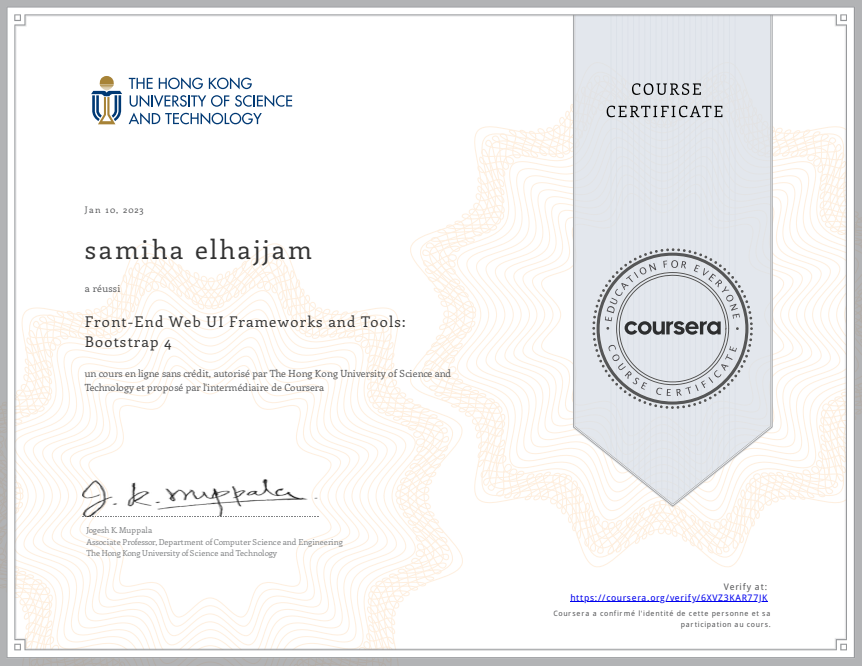 THE HONG KONG
UNIVERSITY OF SCIENCE
AND TECHNOLOGY
COURSE
CERTIFICATE
Jan 10, 2023
samiha elhajjam
a réussi
Front-End Web UI Frameworks and Tools:
Bootstrap 4
un cours en ligne sans crédit, autorisé par The Hong Kong University of Science and
Technology et proposé par l'intermédiaire de Coursera
EDUCATION FOR EVERYONE
coursera
COURSE CERTIFICATE
J. K. Muppala
Jogesh K. Muppala
Associate Professor, Department of Computer Science and Engineering
The Hong Kong University of Science and Technology
Verify at:
https://coursera.org/verify/6XVZ3KAR77JK
Coursera a confirmé l'identité de cette personne et sa
participation au cours.